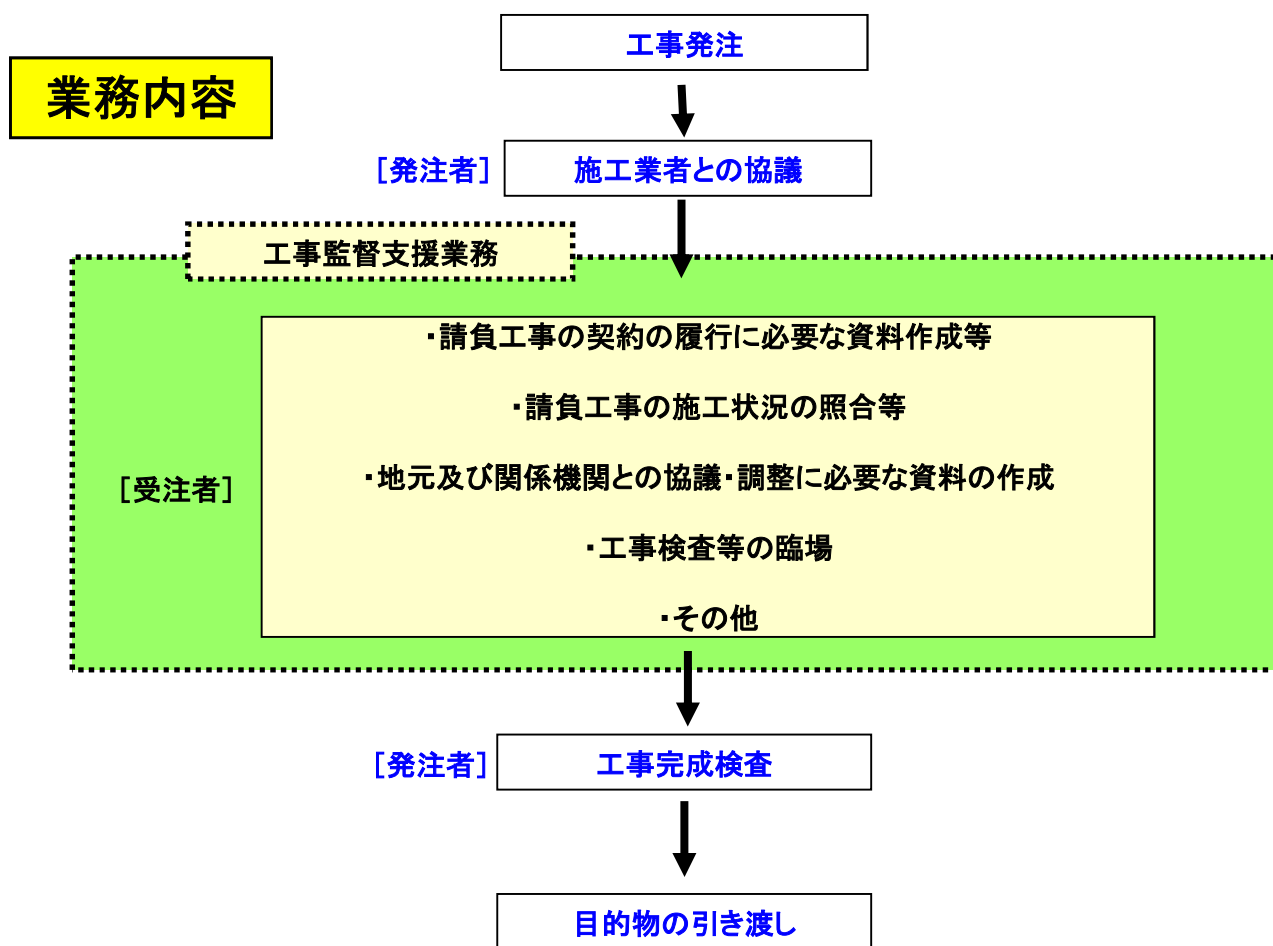 工事発注
業務内容
[発注者]
施工業者との協議
工事監督支援業務
・請負工事の契約の履行に必要な資料作成等
・請負工事の施工状況の照合等
[受注者]
・地元及び関係機関との協議・調整に必要な資料の作成
・工事検査等の臨場
・その他
[発注者]
工事完成検査
目的物の引き渡し